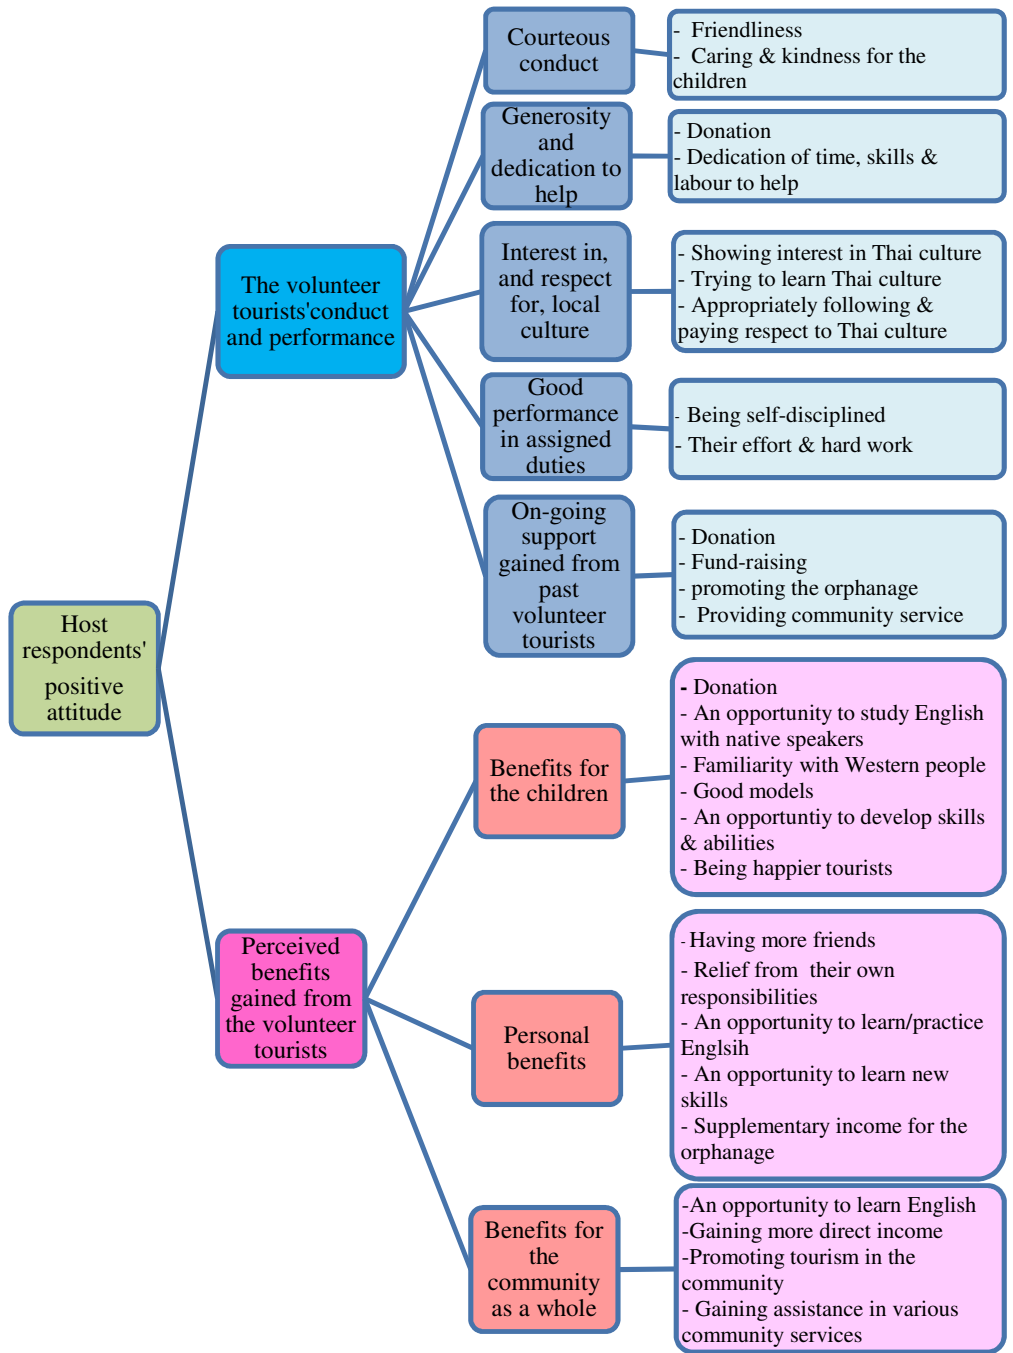 Courteous
conduct
- Friendliness
- Caring & kindness for the
children
Generosity
and
dedication to
help
- Donation
- Dedication of time, skills &
labour to help
The volunteer
tourists'conduct
and performance
Interest in,
and respect
for, local
culture
- Showing interest in Thai culture
- Trying to learn Thai culture
- Appropriately following &
paying respect to Thai culture
Good
performance
in assigned
duties
- Being self-disciplined
- Their effort & hard work
On-going
support
gained from
past
volunteer
tourists
- Donation
- Fund-raising
- promoting the orphanage
- Providing community service
Host
respondents'
positive
attitude
Benefits for
the children
- Donation
- An opportunity to study English
with native speakers
- Familiarity with Western people
- Good models
- An opportuntiy to develop skills
& abilities
- Being happier tourists
Perceived
benefits
gained from
the volunteer
tourists
Personal
benefits
- Having more friends
- Relief from their own
responsibilities
- An opportunity to learn/practice
Englsih
- An opportunity to learn new
skills
- Supplementary income for the
orphanage
Benefits for
the
community
as a whole
-An opportunity to learn English
-Gaining more direct income
-Promoting tourism in the
community
- Gaining assistance in various
community services